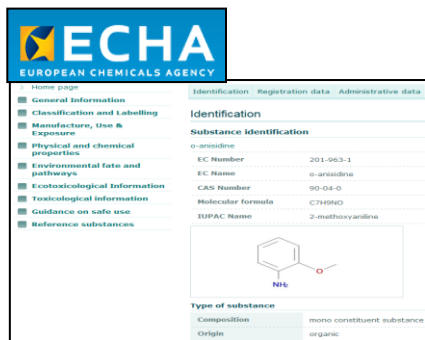 ECHA
EUROPEAN CHEMICALS AGENCY
Home page
General Information
Classification and Labelling
Manufacture, Use &
Exposure
Physical and chemical
properties
Environmental fate and
pathways
Ecotoxicological Information
Toxicological information
Guidance on safe use
Reference substances
Identification Registration data Administrative data
Identification
Substance identification
o-anisidine
EC Number 201-963-1
EC Name o-anisidine
CAS Number 90-04-0
Molecular formula C7H9NO
IUPAC Name 2-methoxyaniline
O
NH₂
Type of substance
Composition mono constituent substance
Origin organic